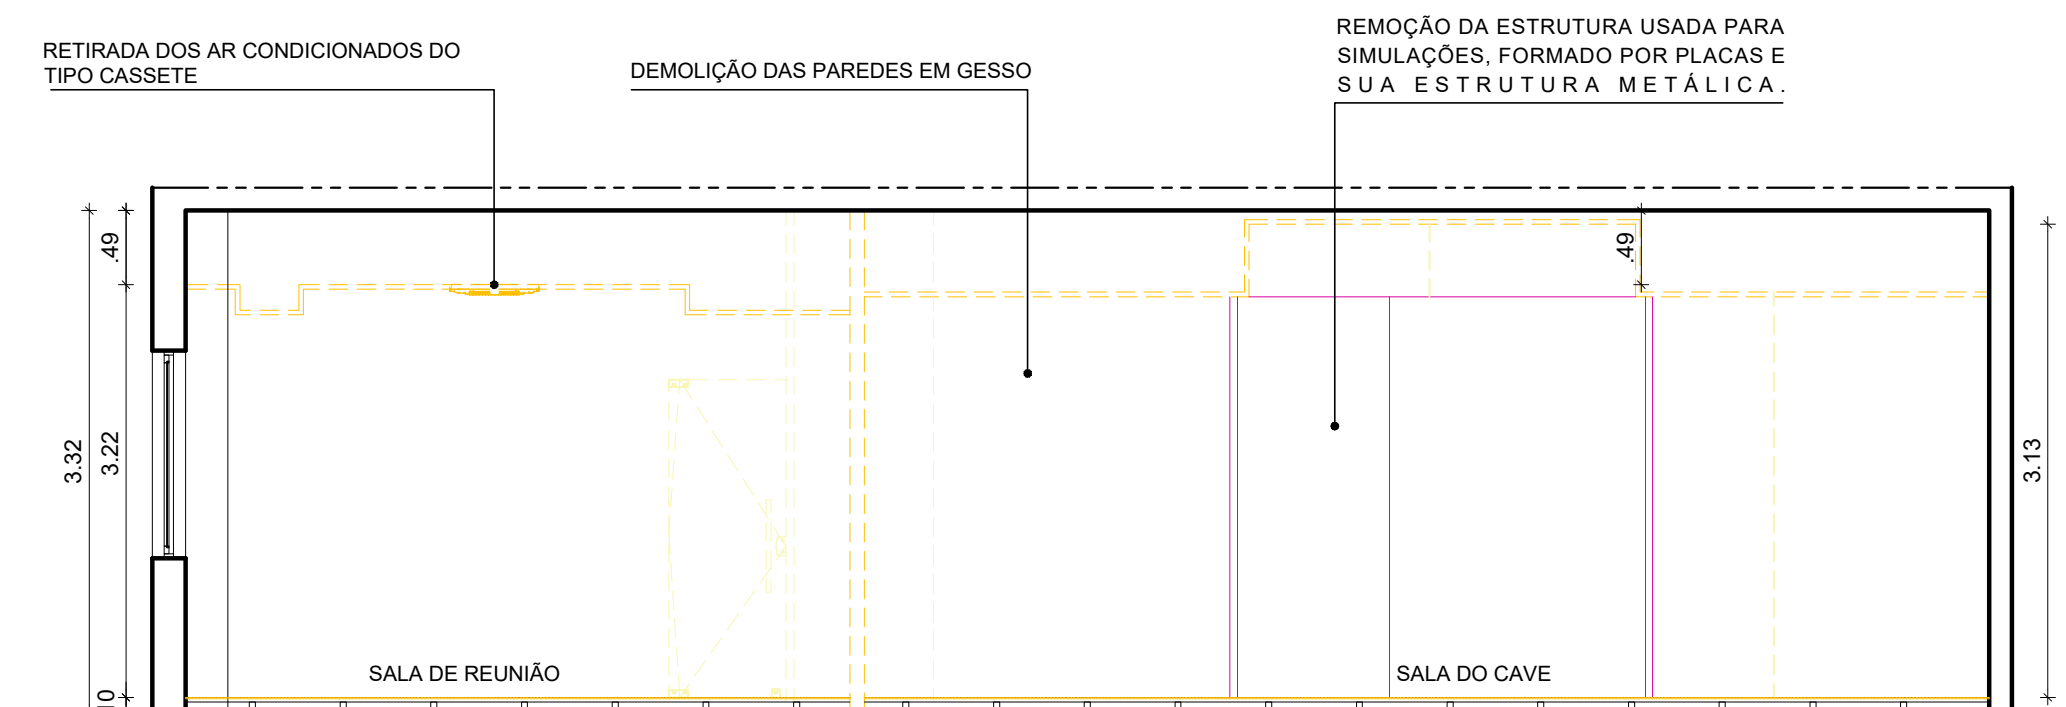 RETIRADA DOS AR CONDICIONADOS DO
TIPO CASSETE
DEMOLIÇÃO DAS PAREDES EM GESSO
REMOÇÃO DA ESTRUTURA USADA PARA
SIMULAÇÕES, FORMADO POR PLACAS E
SUA ESTRUTURA METÁLICA.
.49
.49
3.32
3.22
3.13
SALA DE REUNIÃO
SALA DO CAVE